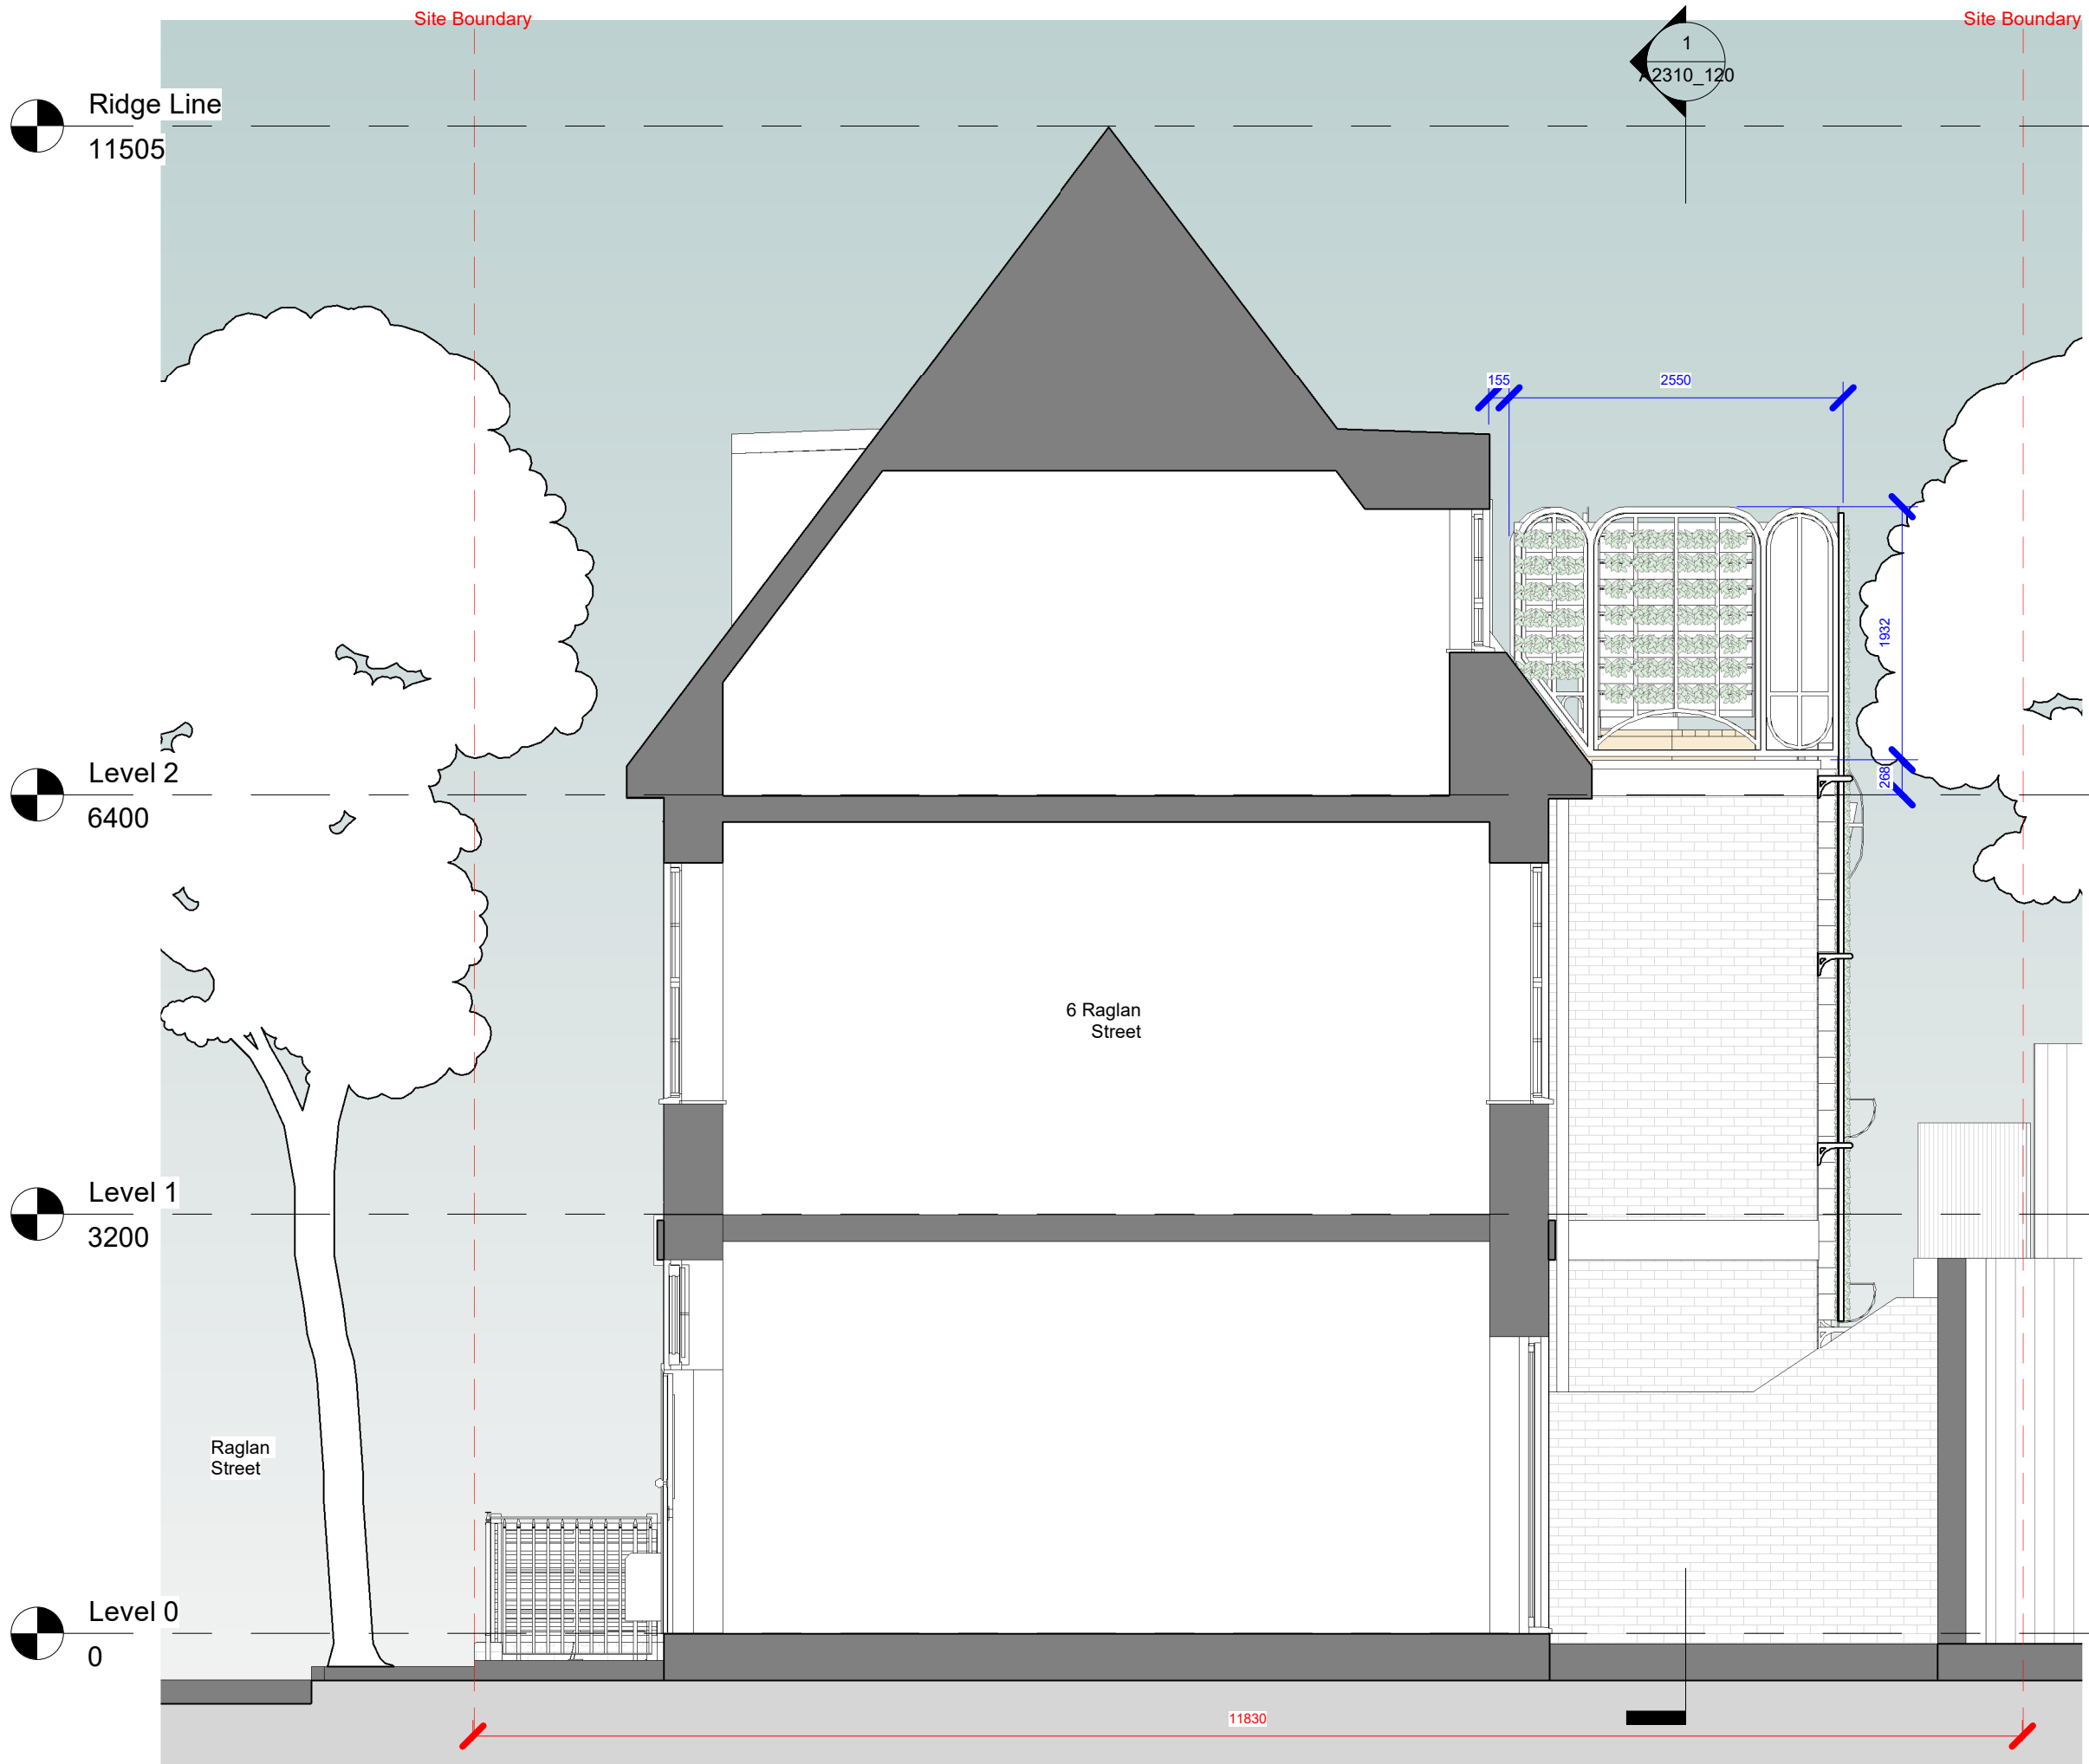 Site Boundary
Site Boundary
1
A2310_120
Ridge Line
11505
155
2550
1932
Level 2
6400
268
6 Raglan
Street
Level 1
3200
Raglan
Street
Level 0
0
11830